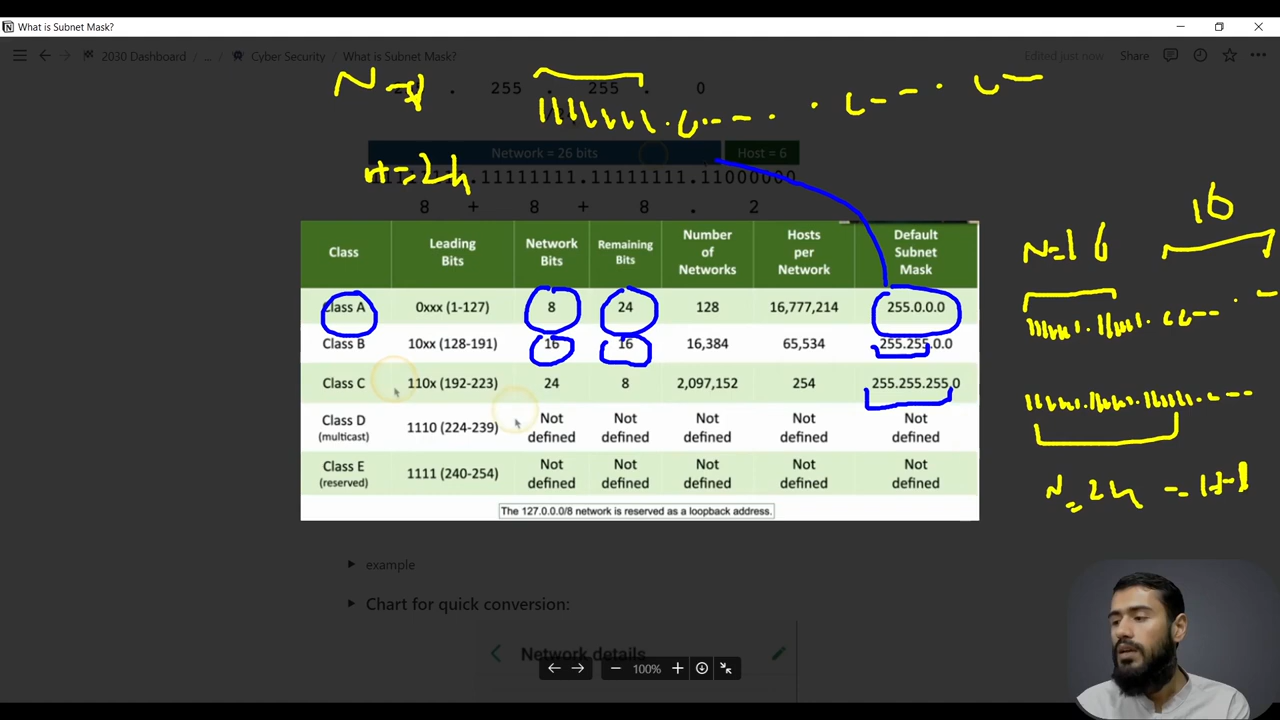 What is Subnet Mask?
2030 Dashboard / ... / Cyber Security / What is Subnet Mask?
Edited just now Share
255 . 255 . 0
Network = 26 bits Host = 6
.11111111.11111111.11000000
8 + 8 + 8 . 2
N=16 16
Class Leading Bits Network Bits Remaining Bits Number of Networks Hosts per Network Default Subnet Mask
Class A 0xxx (1-127) 8 24 128 16,777,214 255.0.0.0
Class B 10xx (128-191) 16 16 16,384 65,534 255.255.0.0
Class C 110x (192-223) 24 8 2,097,152 254 255.255.255.0
Class D (multicast) 1110 (224-239) Not defined Not defined Not defined Not defined Not defined
Class E (reserved) 1111 (240-254) Not defined Not defined Not defined Not defined Not defined
The 127.0.0.0/8 network is reserved as a loopback address.
example
Chart for quick conversion:
Network details
100%